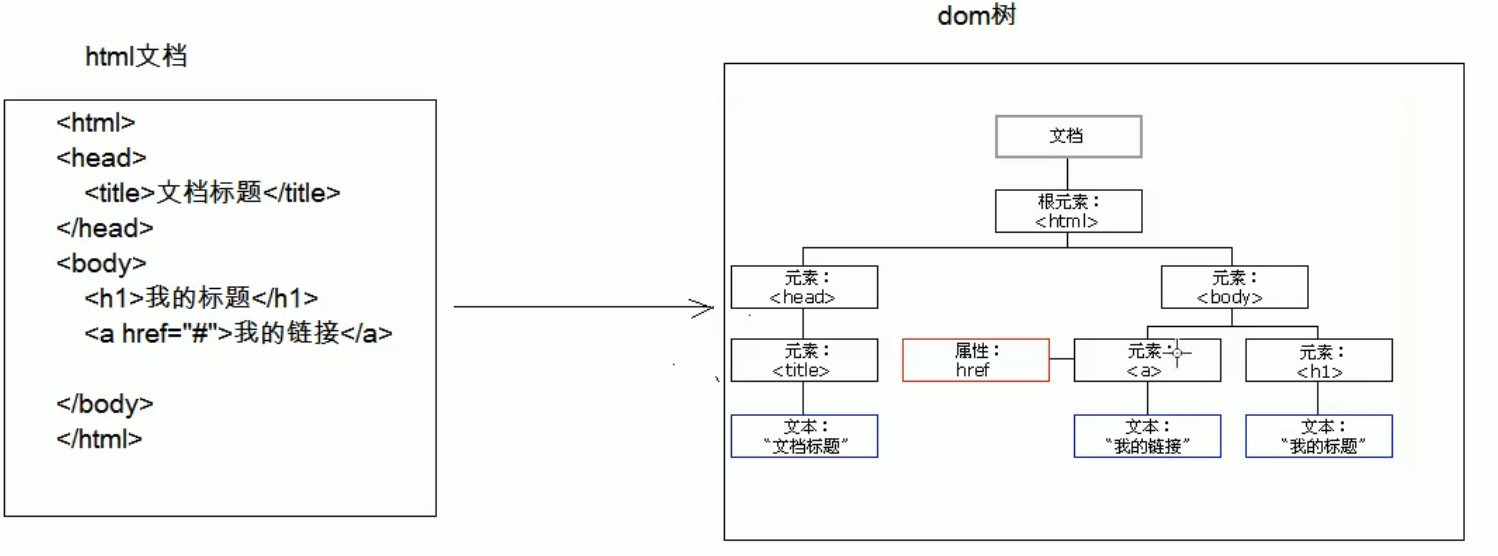 html文档
<html>
<head>
<title>文档标题</title>
</head>
<body>
<h1>我的标题</h1>
<a href="#">我的链接</a>
</body>
</html>
dom树
文档
根元素：
<html>
元素：
<head>
元素：
<body>
元素：
<title>
属性：
href
元素：
<a>
元素：
<h1>
文本：
“文档标题”
文本：
“我的链接”
文本：
“我的标题”